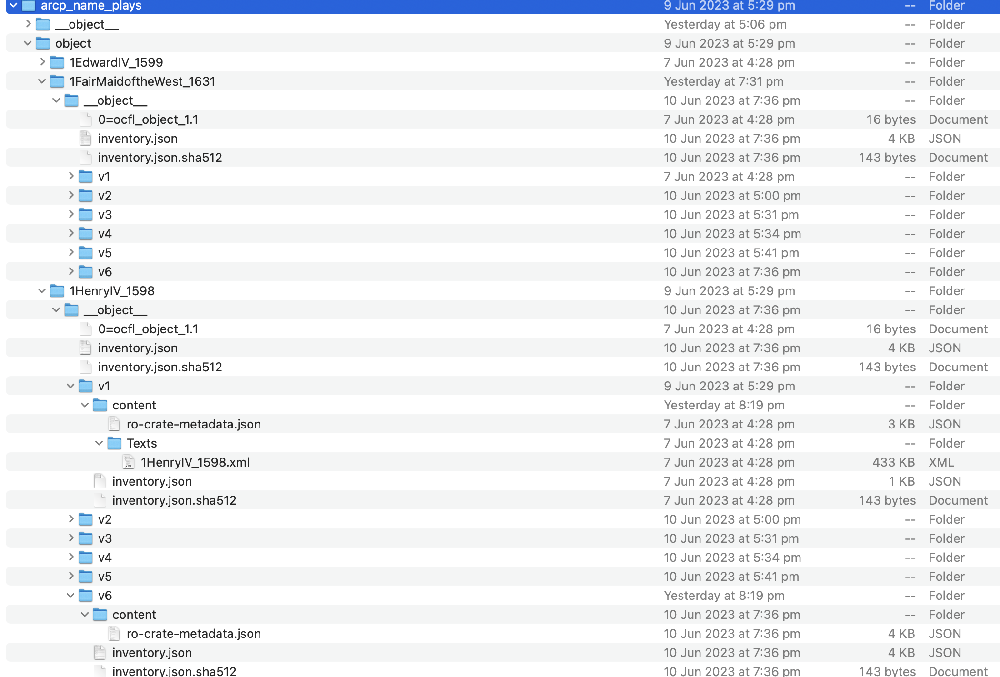 arcp_name_plays 9 Jun 2023 at 5:29 pm -- Folder
__object__ Yesterday at 5:06 pm -- Folder
object 9 Jun 2023 at 5:29 pm -- Folder
1EdwardIV_1599 7 Jun 2023 at 4:28 pm -- Folder
1FairMaidoftheWest_1631 Yesterday at 7:31 pm -- Folder
__object__ 10 Jun 2023 at 7:36 pm -- Folder
0=ocfl_object_1.1 7 Jun 2023 at 4:28 pm 16 bytes Document
inventory.json 10 Jun 2023 at 7:36 pm 4 KB JSON
inventory.json.sha512 10 Jun 2023 at 7:36 pm 143 bytes Document
v1 7 Jun 2023 at 4:28 pm -- Folder
v2 10 Jun 2023 at 5:00 pm -- Folder
v3 10 Jun 2023 at 5:31 pm -- Folder
v4 10 Jun 2023 at 5:34 pm -- Folder
v5 10 Jun 2023 at 5:41 pm -- Folder
v6 10 Jun 2023 at 7:36 pm -- Folder
1HenryIV_1598 9 Jun 2023 at 5:29 pm -- Folder
__object__ 10 Jun 2023 at 7:36 pm -- Folder
0=ocfl_object_1.1 7 Jun 2023 at 4:28 pm 16 bytes Document
inventory.json 10 Jun 2023 at 7:36 pm 4 KB JSON
inventory.json.sha512 10 Jun 2023 at 7:36 pm 143 bytes Document
v1 9 Jun 2023 at 5:29 pm -- Folder
content Yesterday at 8:19 pm -- Folder
ro-crate-metadata.json 7 Jun 2023 at 4:28 pm 3 KB JSON
Texts 7 Jun 2023 at 4:28 pm -- Folder
XML 1HenryIV_1598.xml 7 Jun 2023 at 4:28 pm 433 KB XML
inventory.json 7 Jun 2023 at 4:28 pm 1 KB JSON
inventory.json.sha512 7 Jun 2023 at 4:28 pm 143 bytes Document
v2 10 Jun 2023 at 5:00 pm -- Folder
v3 10 Jun 2023 at 5:31 pm -- Folder
v4 10 Jun 2023 at 5:34 pm -- Folder
v5 10 Jun 2023 at 5:41 pm -- Folder
v6 Yesterday at 8:19 pm -- Folder
content 10 Jun 2023 at 7:36 pm -- Folder
ro-crate-metadata.json 10 Jun 2023 at 7:36 pm 4 KB JSON
inventory.json 10 Jun 2023 at 7:36 pm 4 KB JSON
inventory.json.sha512 10 Jun 2023 at 7:36 pm 143 bytes Document